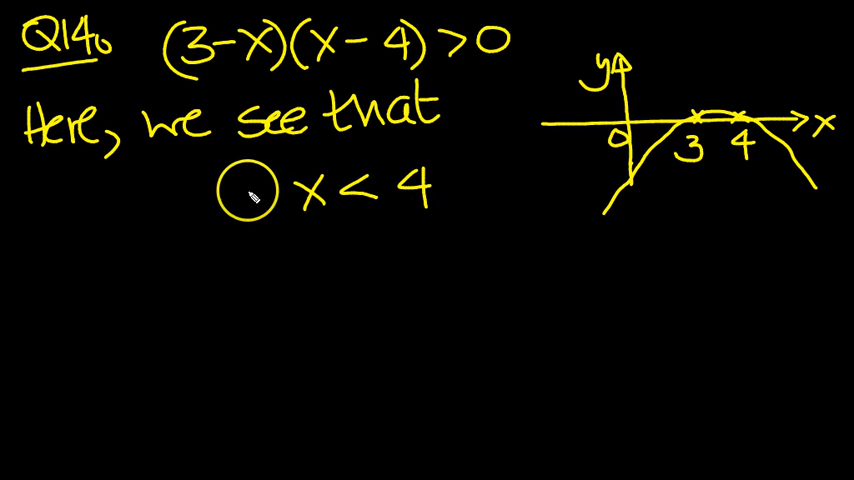 Q14. (3-x)(x-4)>0
Here, we see that
x < 4
y
x
0 3 4